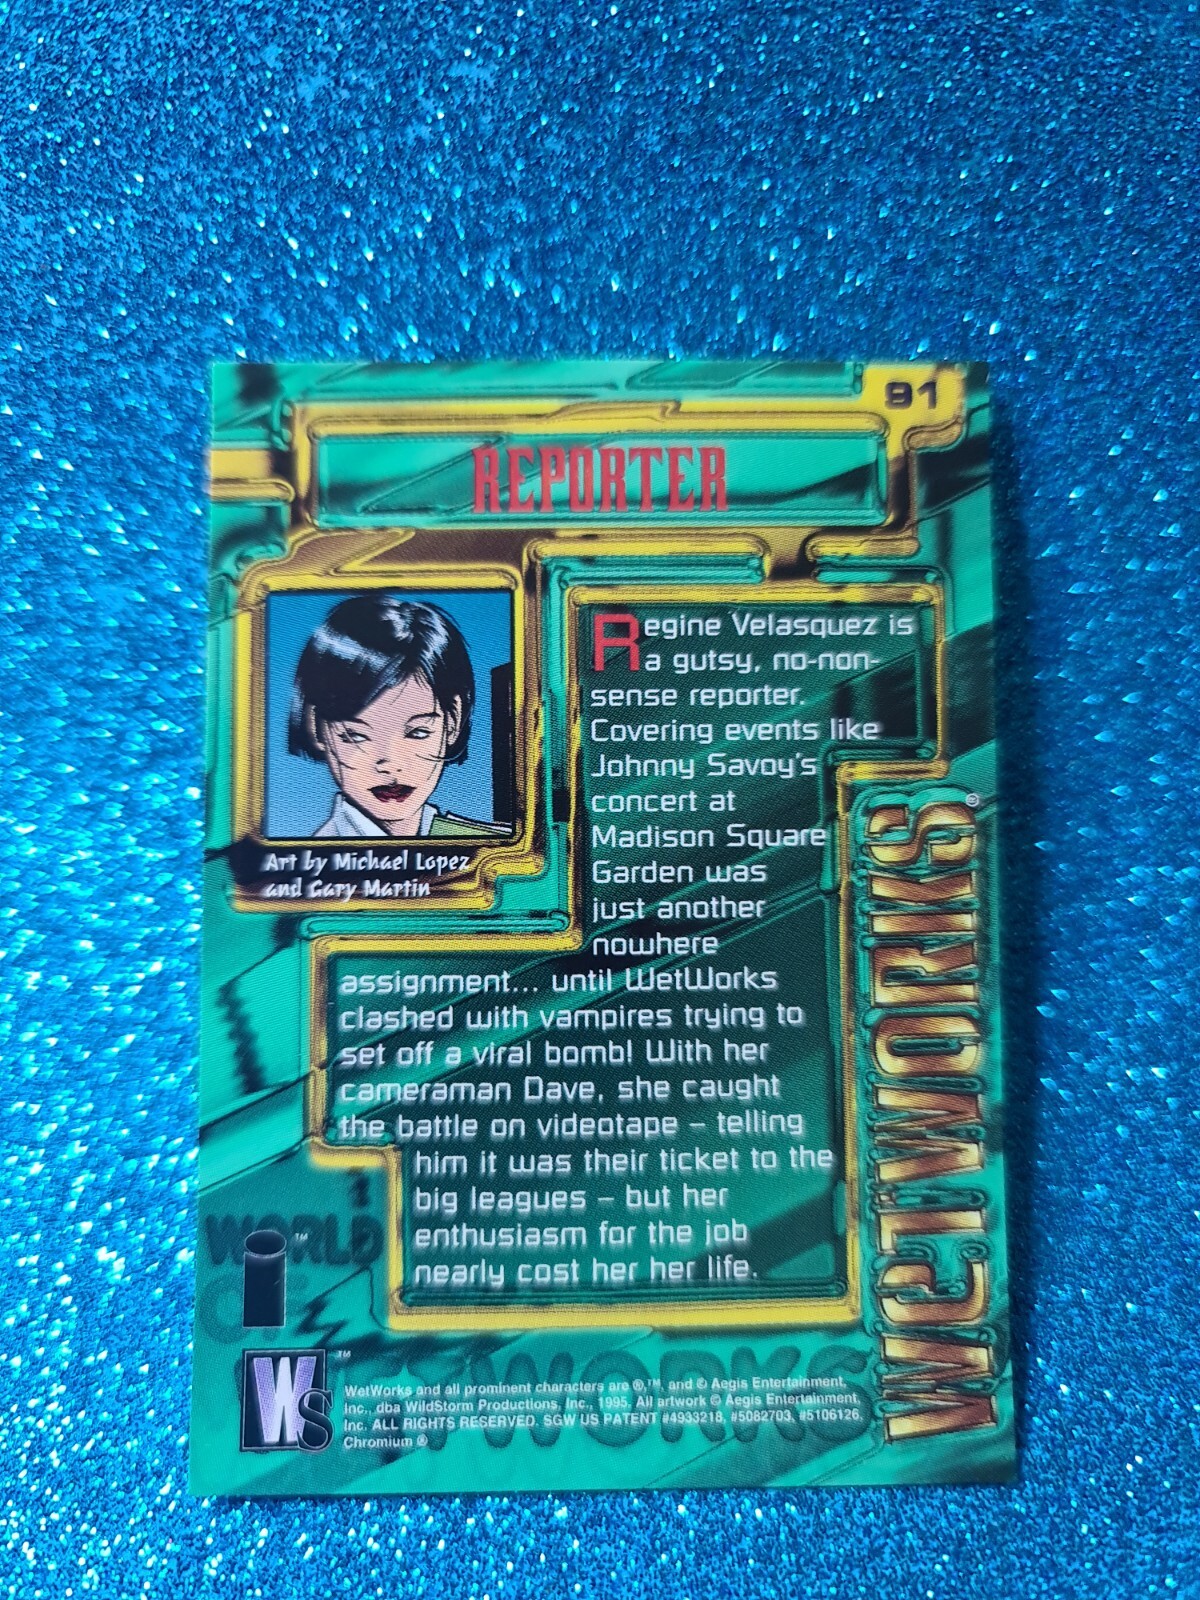 91
REPORTER
Regine Velasquez is
a gutsy, no-non-
sense reporter.
Covering events like
Johnny Savoy's
concert at
Madison Square
Garden was
just another
nowhere
assignment... until WetWorks
clashed with vampires trying to
set off a viral bomb! With her
cameraman Dave, she caught
the battle on videotape – telling
him it was their ticket to the
big leagues – but her
enthusiasm for the job
nearly cost her her life.
Art by Michael Lopez
and Gary Martin
WETWORKS®
WORLD
OF
WETWORKS
i™
WS™
WetWorks and all prominent characters are ®,™, and © Aegis Entertainment,
Inc., dba WildStorm Productions, Inc., 1995. All artwork © Aegis Entertainment,
Inc. ALL RIGHTS RESERVED. SGW US PATENT #4933218, #5082703, #5106126,
Chromium ®